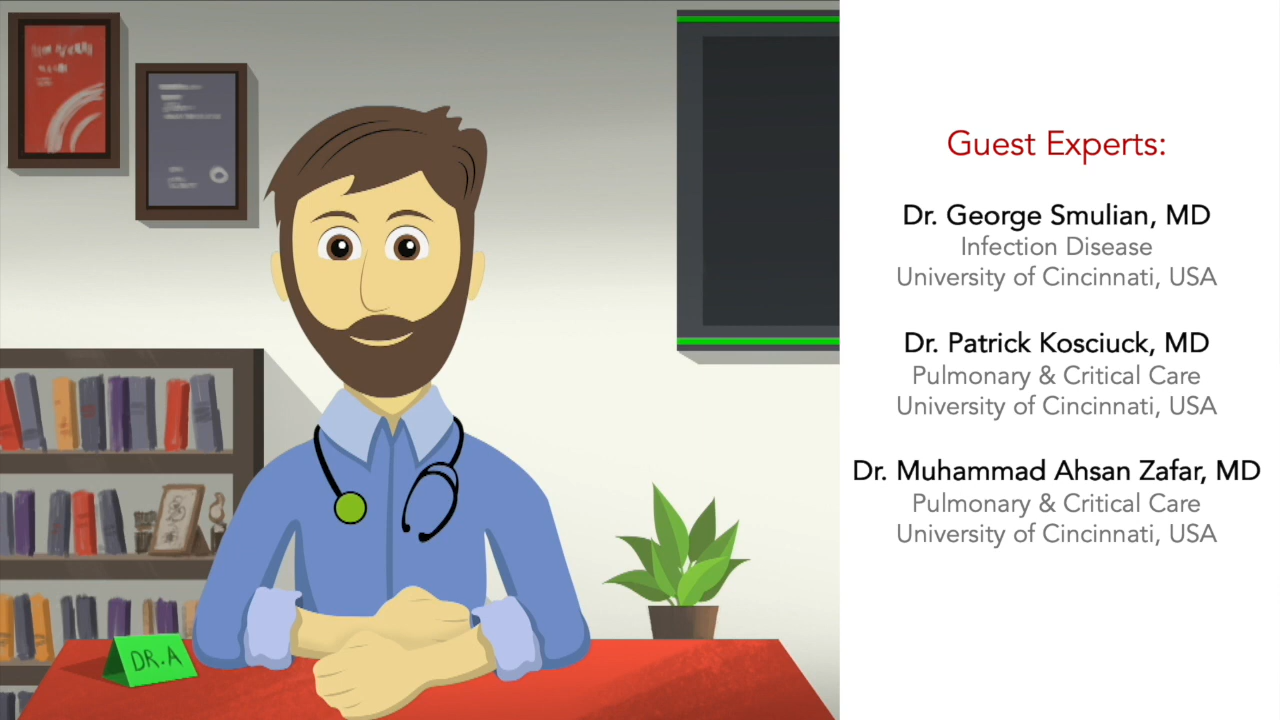 Guest Experts:
Dr. George Smulian, MD
Infection Disease
University of Cincinnati, USA
Dr. Patrick Kosciuck, MD
Pulmonary & Critical Care
University of Cincinnati, USA
Dr. Muhammad Ahsan Zafar, MD
Pulmonary & Critical Care
University of Cincinnati, USA
DR.A